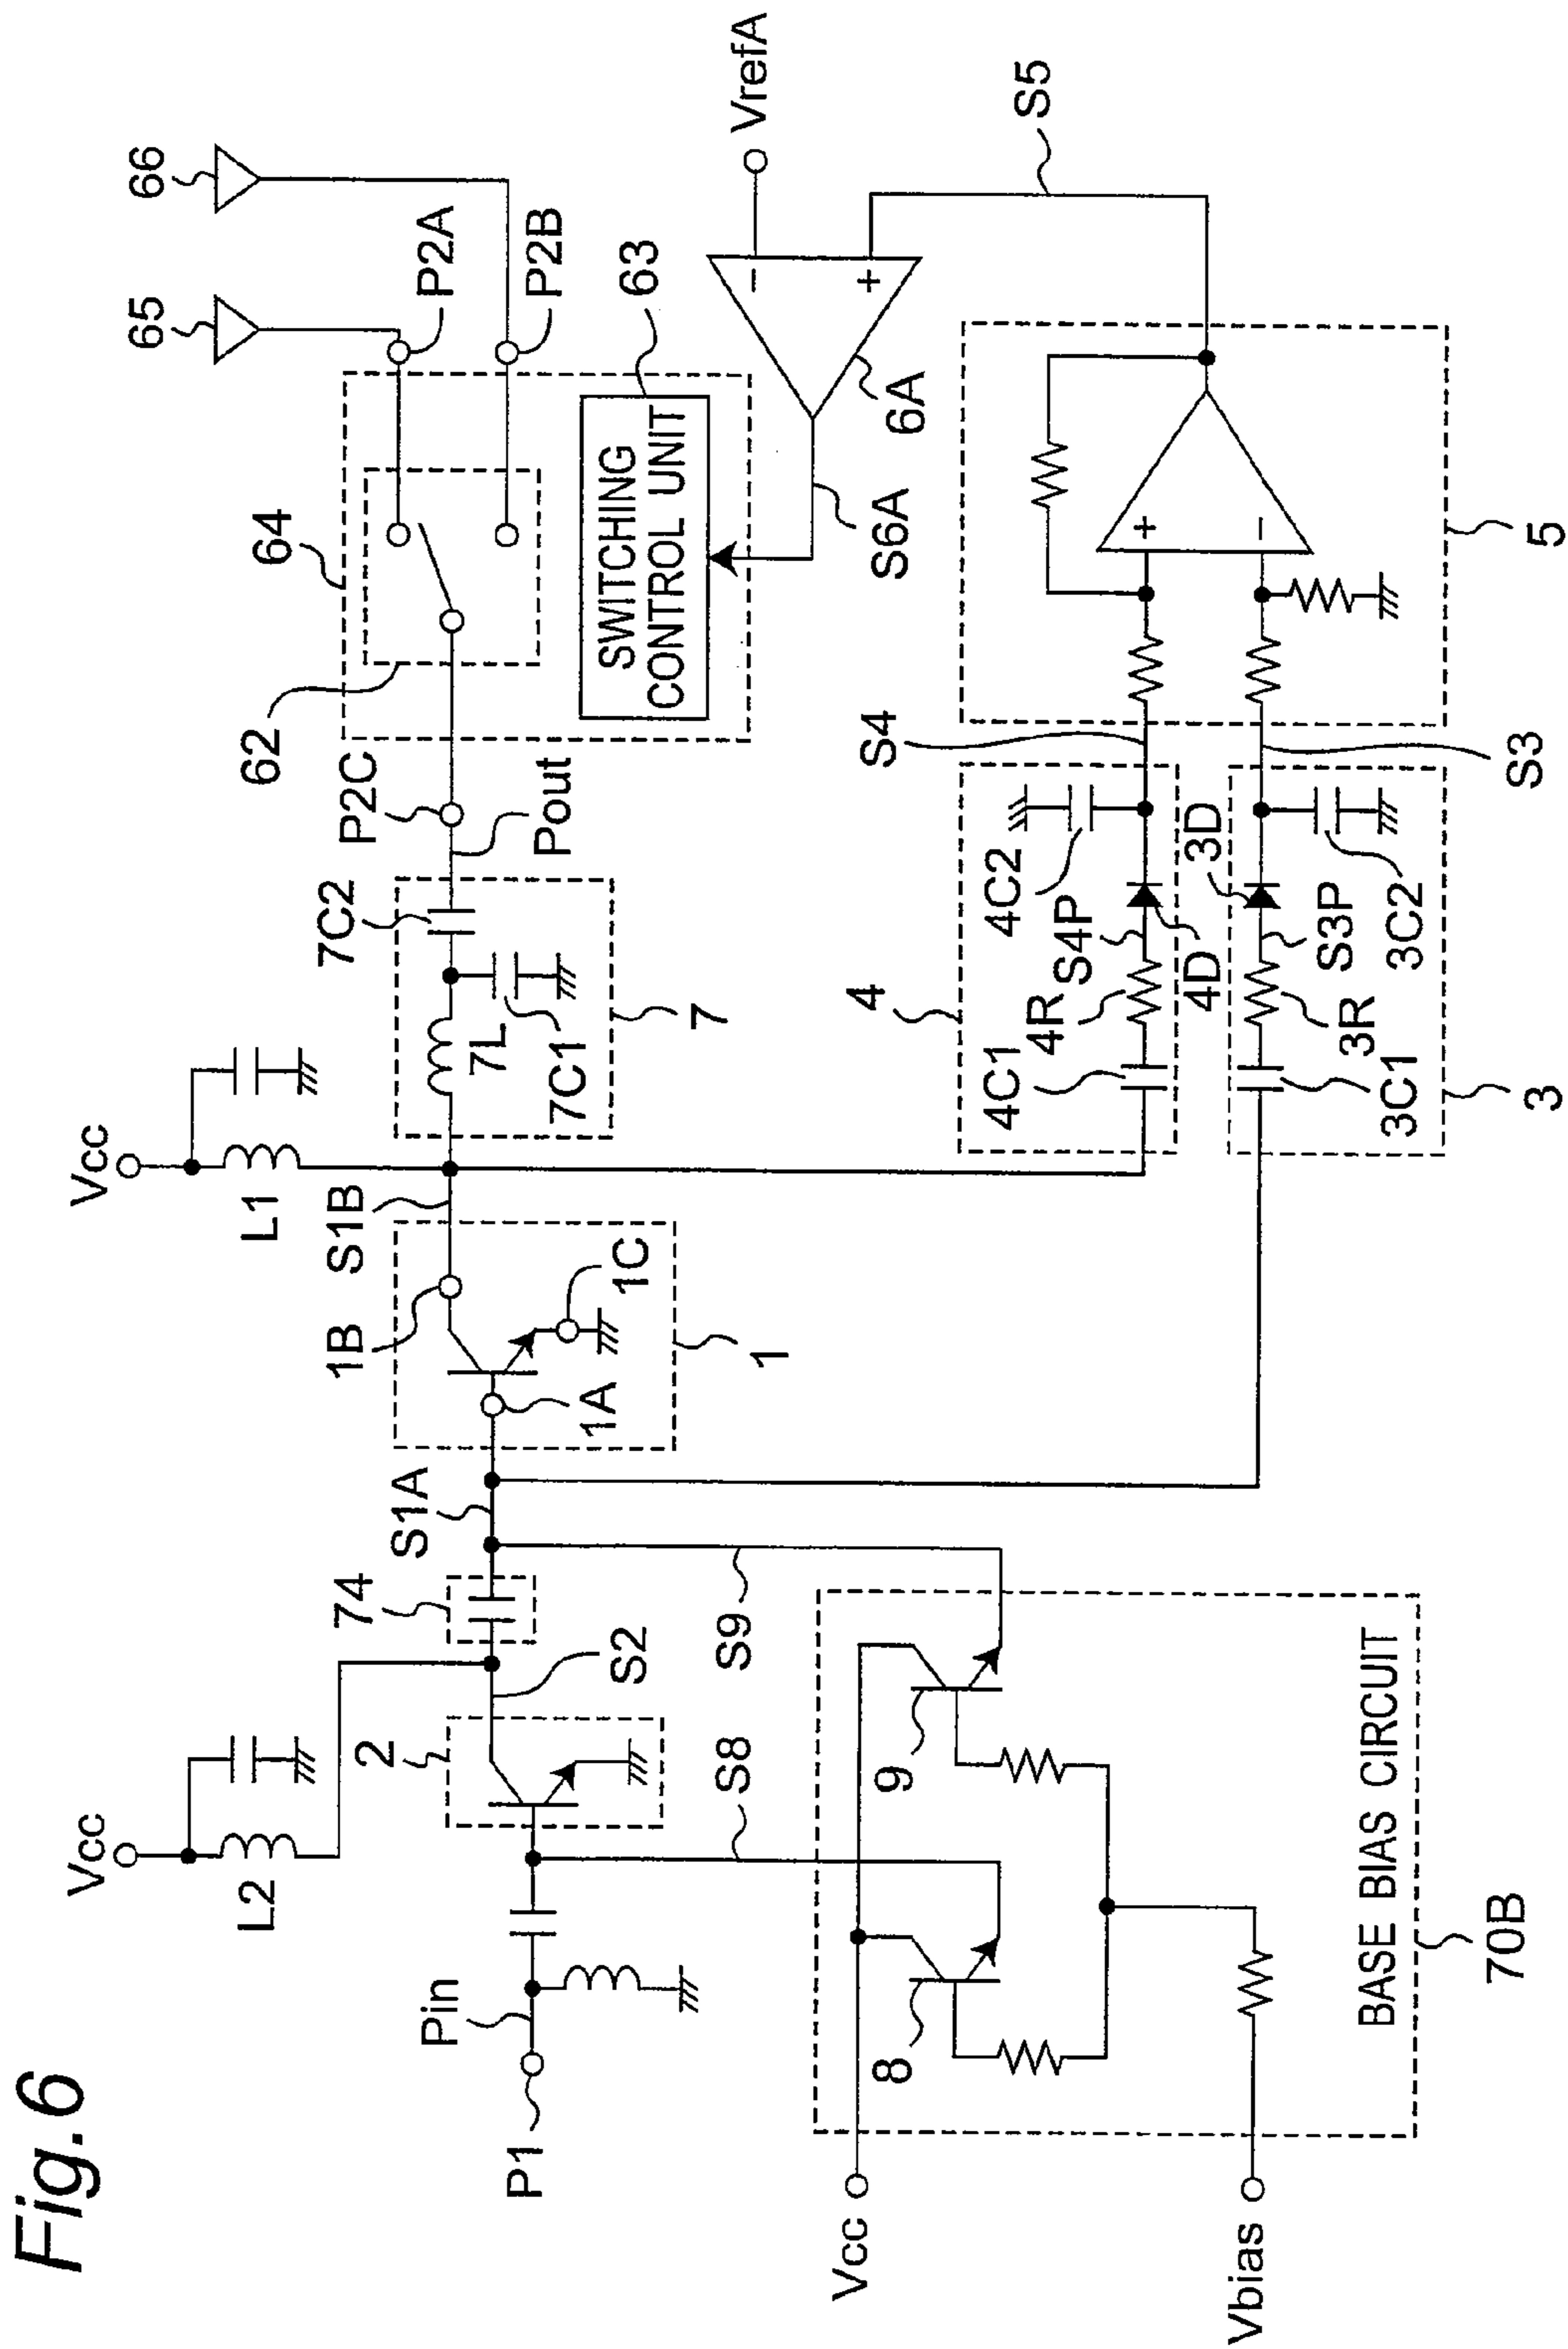 Fig.6
Vcc
Vcc
65
66
L2
L1
64
62
P2A
P2B
Pin
P1
2
74
S1A
1B
S1B
7C2
P2C
S2
1A
1C
7L
7C1
Pout
1
7
SWITCHING
CONTROL UNIT
63
VrefA
S8
S9
S6A
6A
S5
Vcc
8
9
4
S4
4C1
4R
S4P
4C2
4D
3D
Vbias
BASE BIAS CIRCUIT
70B
3C1
3R
S3P
3C2
3
S3
5